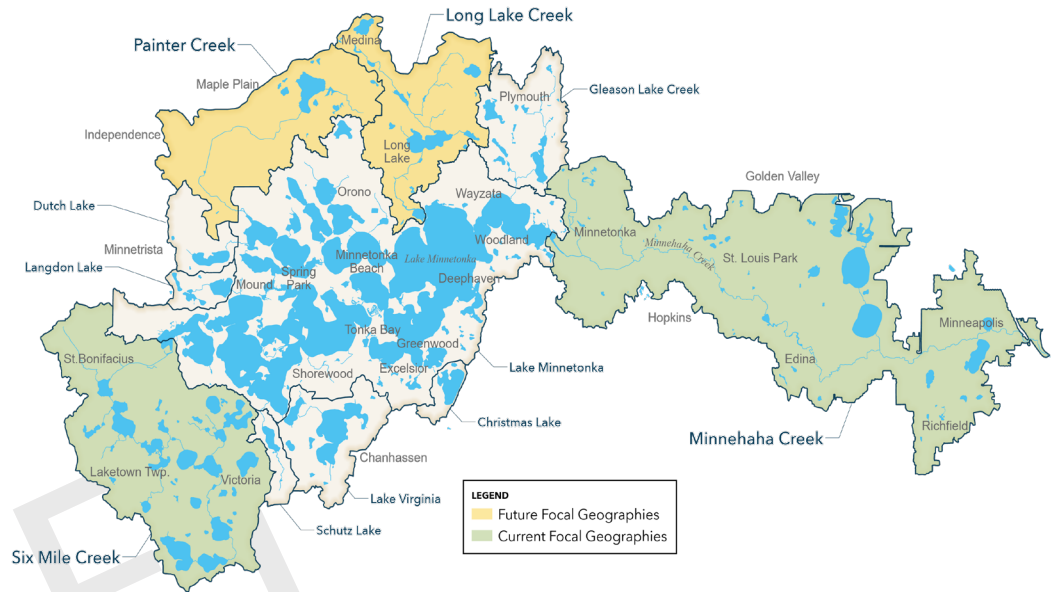 Long Lake Creek
Painter Creek
Medina
Maple Plain
Plymouth
Gleason Lake Creek
Independence
Long
Lake
Golden Valley
Orono
Wayzata
Dutch Lake
Minnetonka
Woodland
Minnehaha Creek
Minnetrista
Minnetonka
Beach
Lake Minnetonka
St. Louis Park
Langdon Lake
Spring
Park
Mound
Deephaven
Hopkins
Minneapolis
Tonka Bay
Greenwood
St.Bonifacius
Edina
Excelsior
Lake Minnetonka
Shorewood
Christmas Lake
Richfield
Minnehaha Creek
Chanhassen
Laketown Twp.
Victoria
Lake Virginia
LEGEND
Future Focal Geographies
Current Focal Geographies
Schutz Lake
Six Mile Creek